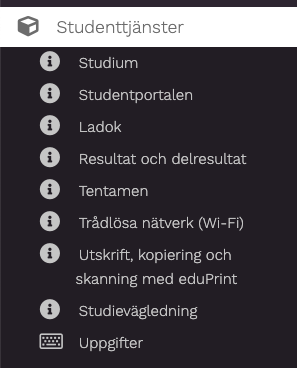 Studenttjänster
Studium
Studentportalen
Ladok
Resultat och delresultat
Tentamen
Trådlösa nätverk (Wi-Fi)
Utskrift, kopiering och
skanning med eduPrint
Studievägledning
Uppgifter